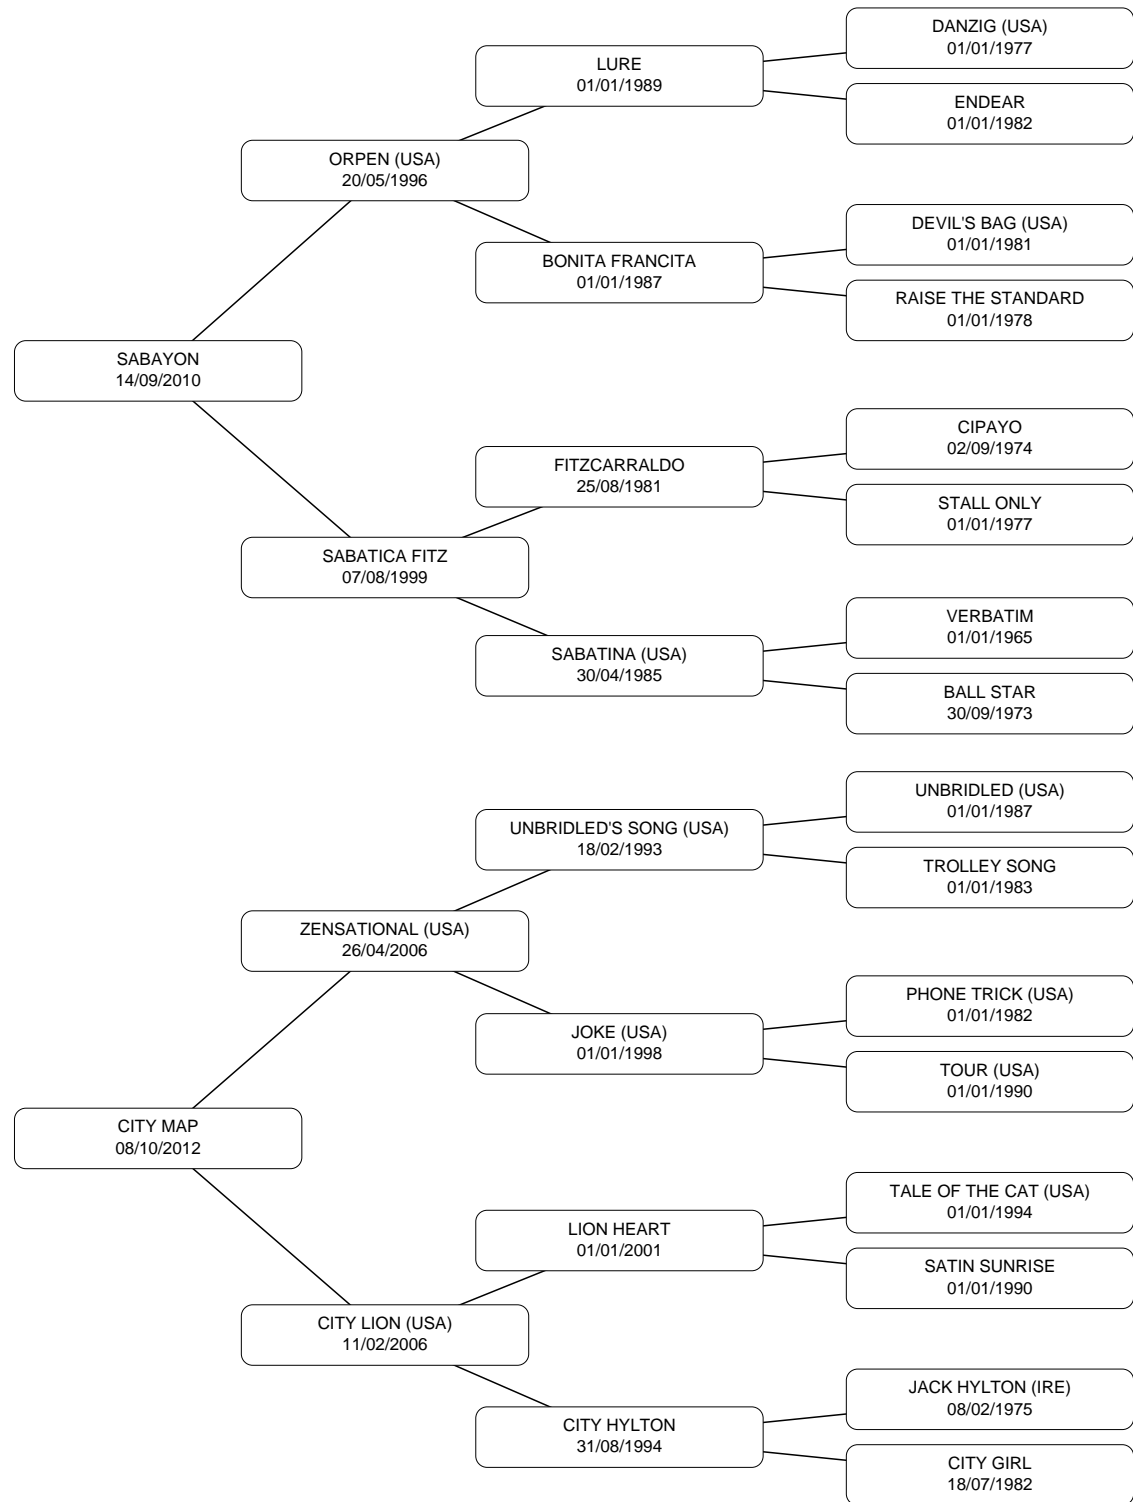 DANZIG (USA)
01/01/1977
LURE
01/01/1989
ENDEAR
01/01/1982
ORPEN (USA)
20/05/1996
DEVIL'S BAG (USA)
01/01/1981
BONITA FRANCITA
01/01/1987
RAISE THE STANDARD
01/01/1978
SABAYON
14/09/2010
CIPAYO
02/09/1974
FITZCARRALDO
25/08/1981
STALL ONLY
01/01/1977
SABATICA FITZ
07/08/1999
VERBATIM
01/01/1965
SABATINA (USA)
30/04/1985
BALL STAR
30/09/1973
UNBRIDLED (USA)
01/01/1987
UNBRIDLED'S SONG (USA)
18/02/1993
TROLLEY SONG
01/01/1983
ZENSATIONAL (USA)
26/04/2006
PHONE TRICK (USA)
01/01/1982
JOKE (USA)
01/01/1998
TOUR (USA)
01/01/1990
CITY MAP
08/10/2012
TALE OF THE CAT (USA)
01/01/1994
LION HEART
01/01/2001
SATIN SUNRISE
01/01/1990
CITY LION (USA)
11/02/2006
JACK HYLTON (IRE)
08/02/1975
CITY HYLTON
31/08/1994
CITY GIRL
18/07/1982